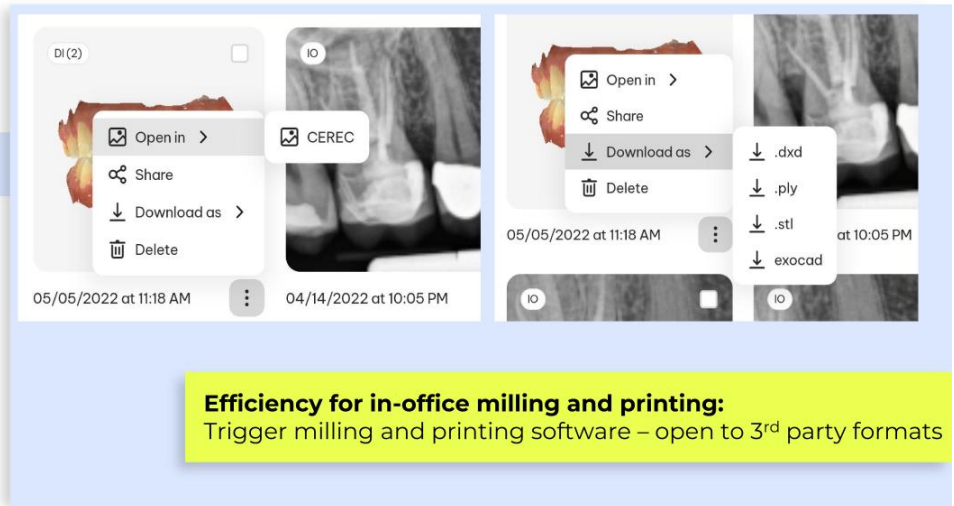 DI (2)
IO
Open in
CEREC
Share
Download as
Delete
05/05/2022 at 11:18 AM
04/14/2022 at 10:05 PM
Open in
Share
Download as
.dxd
Delete
.ply
.stl
exocad
05/05/2022 at 11:18 AM
at 10:05 PM
IO
IO
Efficiency for in-office milling and printing:
Trigger milling and printing software – open to 3rd party formats